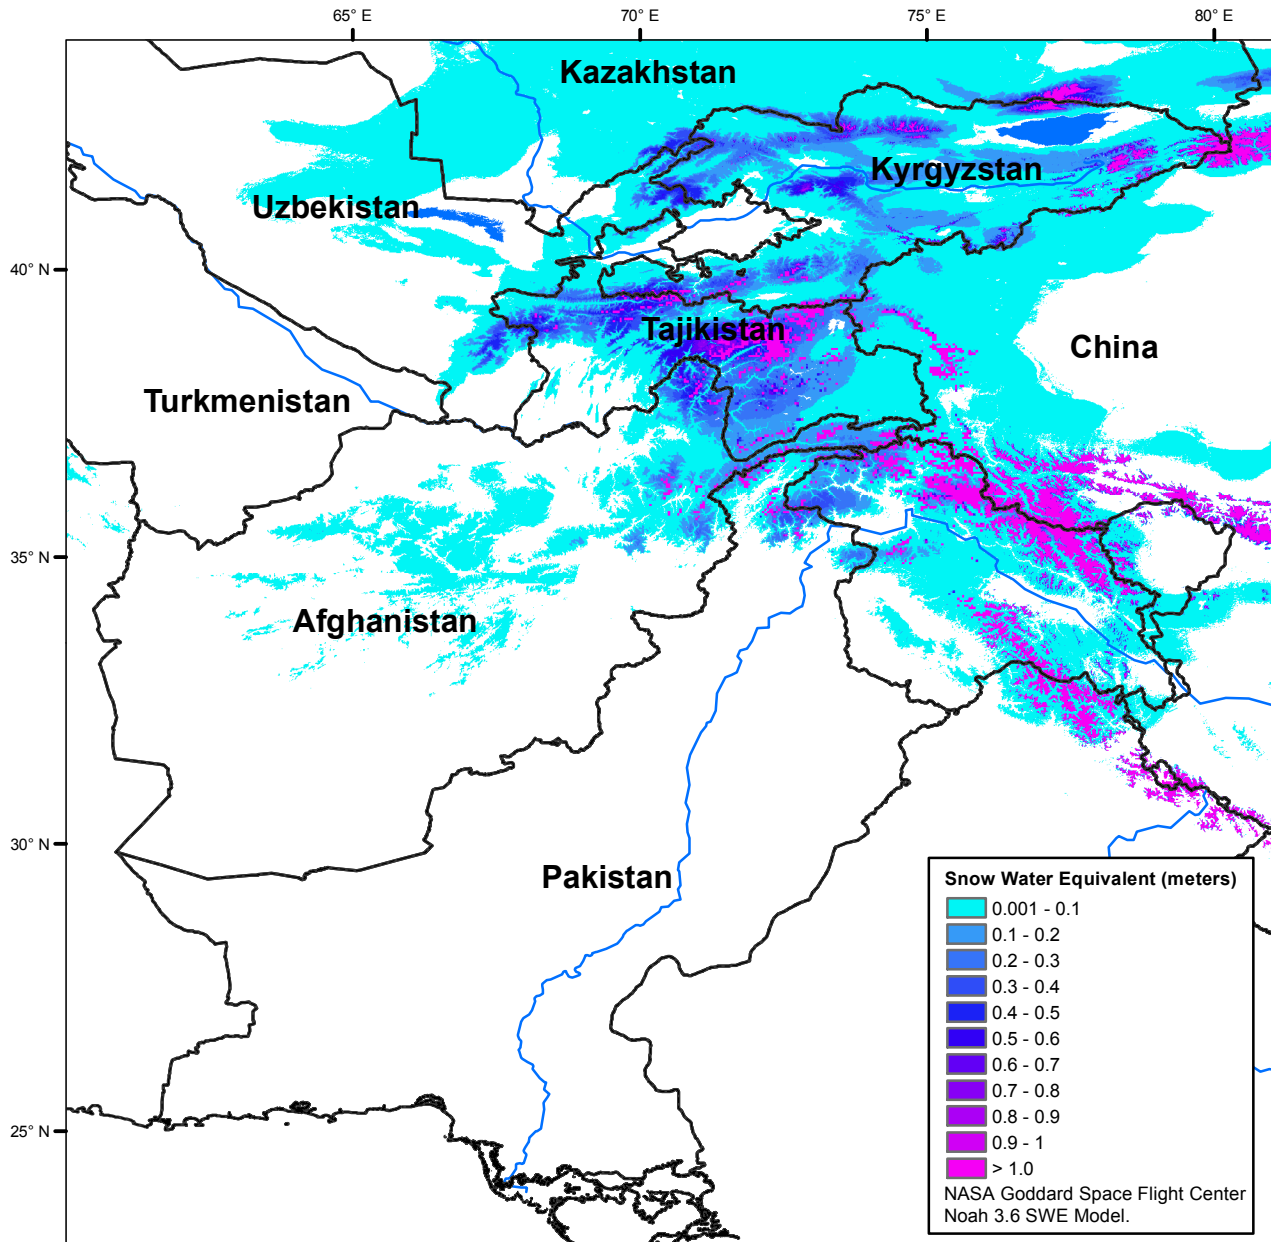 65° E
70° E
75° E
80° E
Kazakhstan
Kyrgyzstan
Uzbekistan
40° N
Tajikistan
China
Turkmenistan
35° N
Afghanistan
30° N
Pakistan
25° N
Snow Water Equivalent (meters)
0.001 - 0.1
0.1 - 0.2
0.2 - 0.3
0.3 - 0.4
0.4 - 0.5
0.5 - 0.6
0.6 - 0.7
0.7 - 0.8
0.8 - 0.9
0.9 - 1
> 1.0
NASA Goddard Space Flight Center
Noah 3.6 SWE Model.